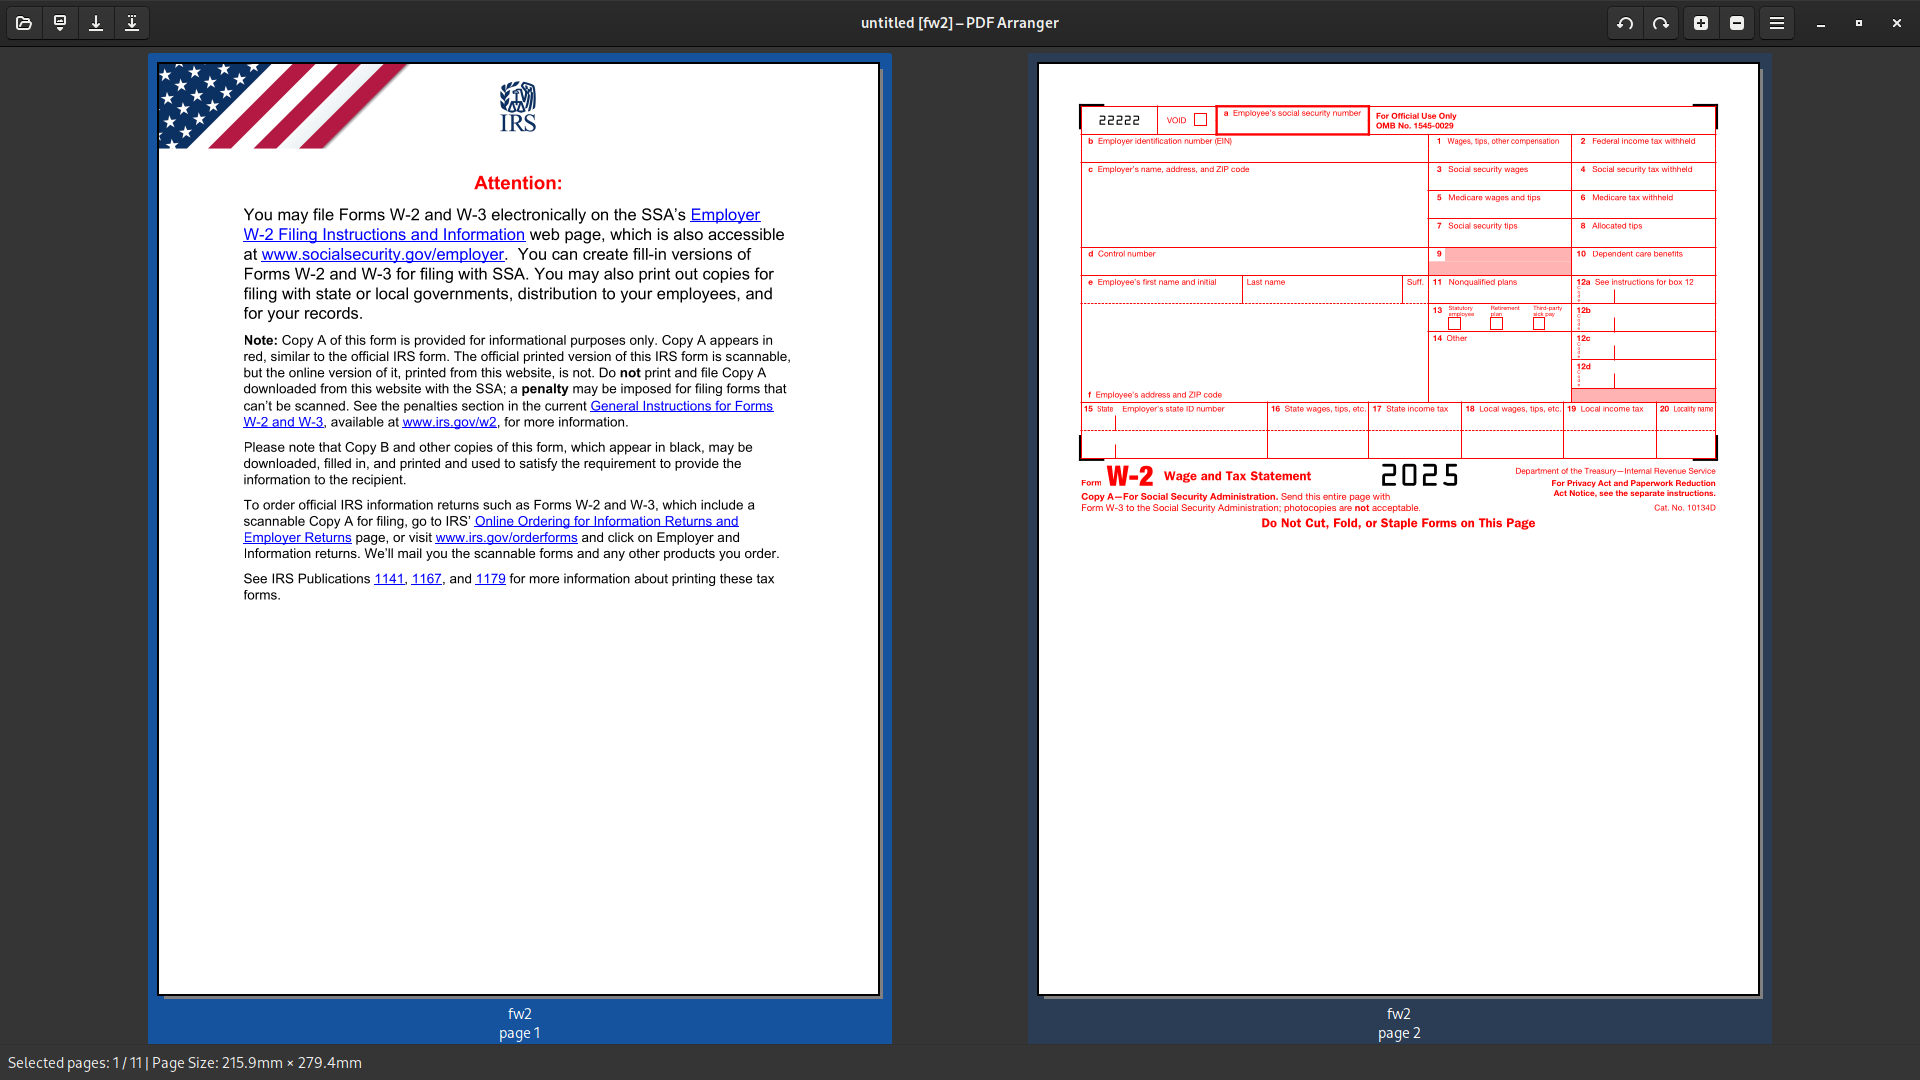 untitled [fw2] – PDF Arranger
IRS
Attention:
You may file Forms W-2 and W-3 electronically on the SSA’s Employer
W-2 Filing Instructions and Information web page, which is also accessible
at www.socialsecurity.gov/employer. You can create fill-in versions of
Forms W-2 and W-3 for filing with SSA. You may also print out copies for
filing with state or local governments, distribution to your employees, and
for your records.
Note: Copy A of this form is provided for informational purposes only. Copy A appears in
red, similar to the official IRS form. The official printed version of this IRS form is scannable,
but the online version of it, printed from this website, is not. Do not print and file Copy A
downloaded from this website with the SSA; a penalty may be imposed for filing forms that
can’t be scanned. See the penalties section in the current General Instructions for Forms
W-2 and W-3, available at www.irs.gov/w2, for more information.
Please note that Copy B and other copies of this form, which appear in black, may be
downloaded, filled in, and printed and used to satisfy the requirement to provide the
information to the recipient.
To order official IRS information returns such as Forms W-2 and W-3, which include a
scannable Copy A for filing, go to IRS’ Online Ordering for Information Returns and
Employer Returns page, or visit www.irs.gov/orderforms and click on Employer and
Information returns. We’ll mail you the scannable forms and any other products you order.
See IRS Publications 1141, 1167, and 1179 for more information about printing these tax
forms.
fw2
page 1
22222
VOID
a Employee’s social security number
For Official Use Only
OMB No. 1545-0029
b Employer identification number (EIN)
1 Wages, tips, other compensation
2 Federal income tax withheld
c Employer’s name, address, and ZIP code
3 Social security wages
4 Social security tax withheld
5 Medicare wages and tips
6 Medicare tax withheld
7 Social security tips
8 Allocated tips
d Control number
9
10 Dependent care benefits
e Employee’s first name and initial
Last name
Suff.
11 Nonqualified plans
12a See instructions for box 12
Code
13 Statutory employee
Retirement plan
Third-party sick pay
12b
Code
14 Other
12c
Code
12d
Code
f Employee’s address and ZIP code
15 State Employer’s state ID number
16 State wages, tips, etc.
17 State income tax
18 Local wages, tips, etc.
19 Local income tax
20 Locality name
Form W-2 Wage and Tax Statement
2025
Department of the Treasury—Internal Revenue Service
For Privacy Act and Paperwork Reduction
Act Notice, see the separate instructions.
Copy A—For Social Security Administration. Send this entire page with
Form W-3 to the Social Security Administration; photocopies are not acceptable.
Cat. No. 10134D
Do Not Cut, Fold, or Staple Forms on This Page
fw2
page 2
Selected pages: 1 / 11 | Page Size: 215.9mm × 279.4mm